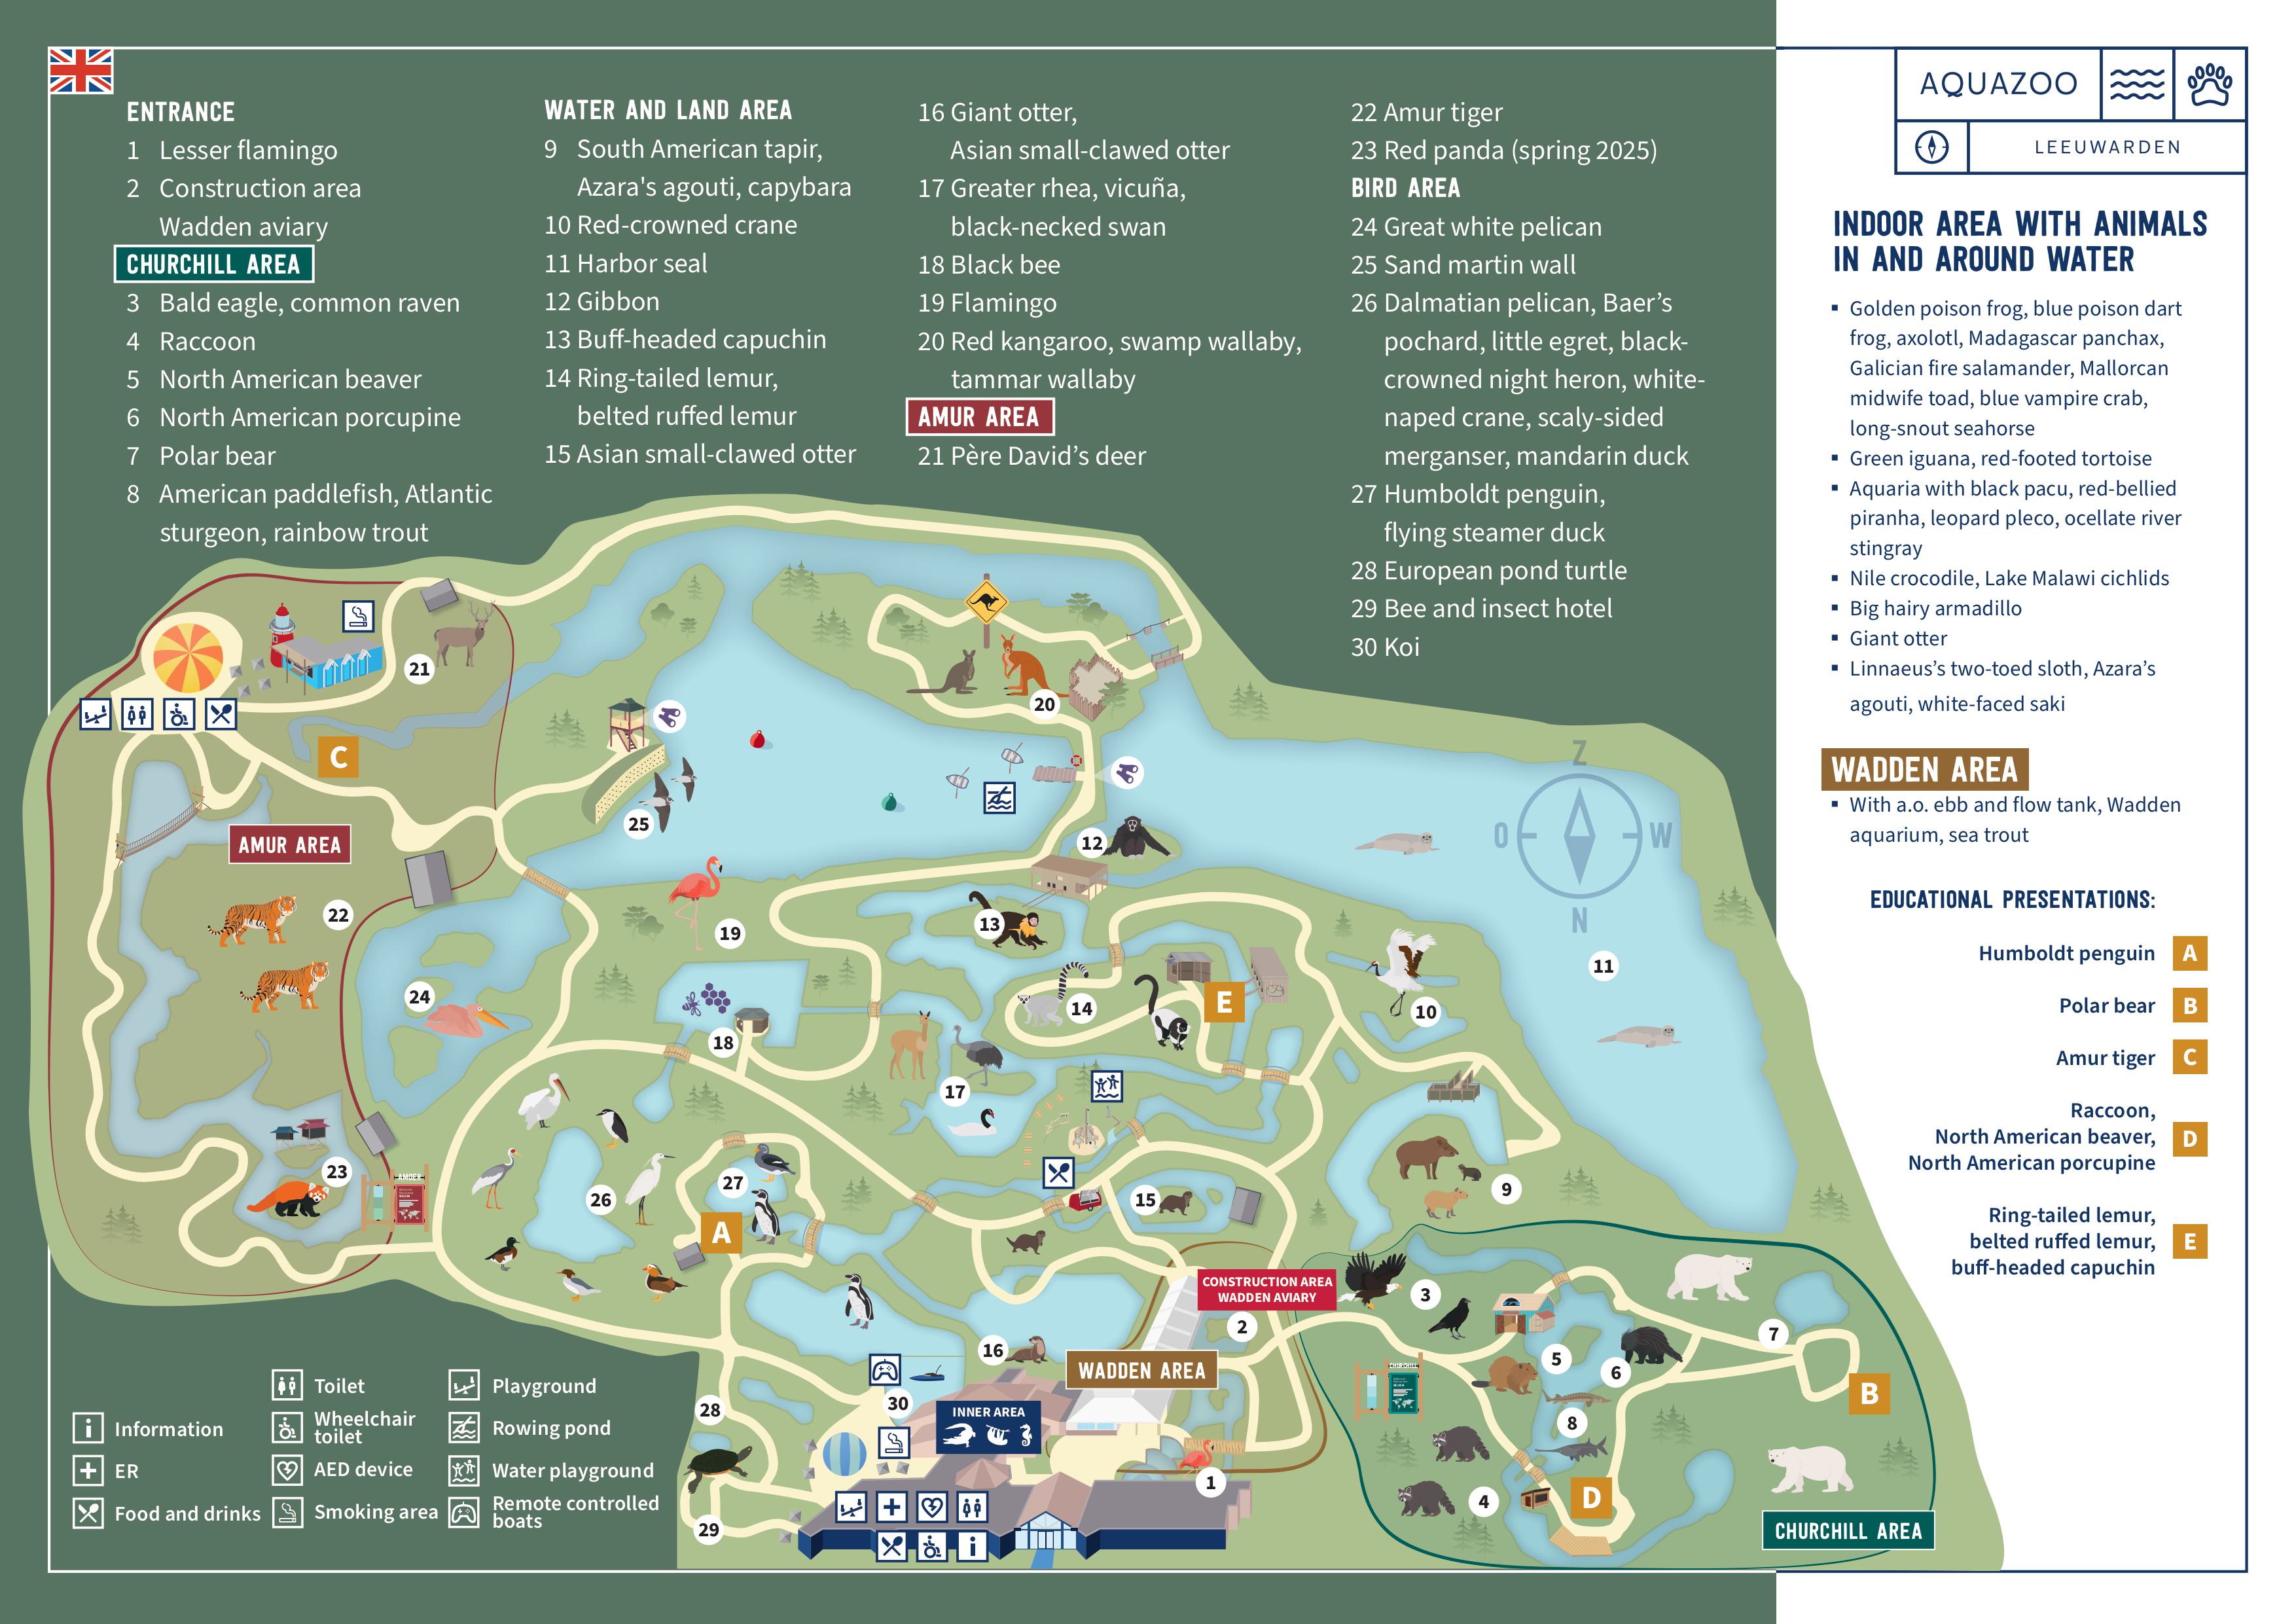 ENTRANCE
1 Lesser flamingo
2 Construction area
Wadden aviary
CHURCHILL AREA
3 Bald eagle, common raven
4 Raccoon
5 North American beaver
6 North American porcupine
7 Polar bear
8 American paddlefish, Atlantic
sturgeon, rainbow trout
WATER AND LAND AREA
9 South American tapir,
Azara's agouti, capybara
10 Red-crowned crane
11 Harbor seal
12 Gibbon
13 Buff-headed capuchin
14 Ring-tailed lemur,
belted ruffed lemur
15 Asian small-clawed otter
16 Giant otter,
Asian small-clawed otter
17 Greater rhea, vicuña,
black-necked swan
18 Black bee
19 Flamingo
20 Red kangaroo, swamp wallaby,
tammar wallaby
AMUR AREA
21 Père David’s deer
22 Amur tiger
23 Red panda (spring 2025)
BIRD AREA
24 Great white pelican
25 Sand martin wall
26 Dalmatian pelican, Baer’s
pochard, little egret, black-
crowned night heron, white-
naped crane, scaly-sided
merganser, mandarin duck
27 Humboldt penguin,
flying steamer duck
28 European pond turtle
29 Bee and insect hotel
30 Koi
AQUAZOO
LEEUWARDEN
INDOOR AREA WITH ANIMALS
IN AND AROUND WATER
▪ Golden poison frog, blue poison dart
frog, axolotl, Madagascar panchax,
Galician fire salamander, Mallorcan
midwife toad, blue vampire crab,
long-snout seahorse
▪ Green iguana, red-footed tortoise
▪ Aquaria with black pacu, red-bellied
piranha, leopard pleco, ocellate river
stingray
▪ Nile crocodile, Lake Malawi cichlids
▪ Big hairy armadillo
▪ Giant otter
▪ Linnaeus’s two-toed sloth, Azara’s
agouti, white-faced saki
WADDEN AREA
▪ With a.o. ebb and flow tank, Wadden
aquarium, sea trout
EDUCATIONAL PRESENTATIONS:
Humboldt penguin A
Polar bear B
Amur tiger C
Raccoon,
North American beaver, D
North American porcupine
Ring-tailed lemur,
belted ruffed lemur, E
buff-headed capuchin
21
20
C
Z
O W
N
25
12
AMUR AREA
22
19
13
11
24
14
E
10
18
17
23
AMUR
27
15
9
26
A
CONSTRUCTION AREA
WADDEN AVIARY
3
2
7
16
WADDEN AREA
5
6
CHURCHILL
B
30
28
INNER AREA
8
1
4
D
29
CHURCHILL AREA
i
i Information
ER
Food and drinks
Toilet
Wheelchair
toilet
AED device
Smoking area
Playground
Rowing pond
Water playground
Remote controlled
boats